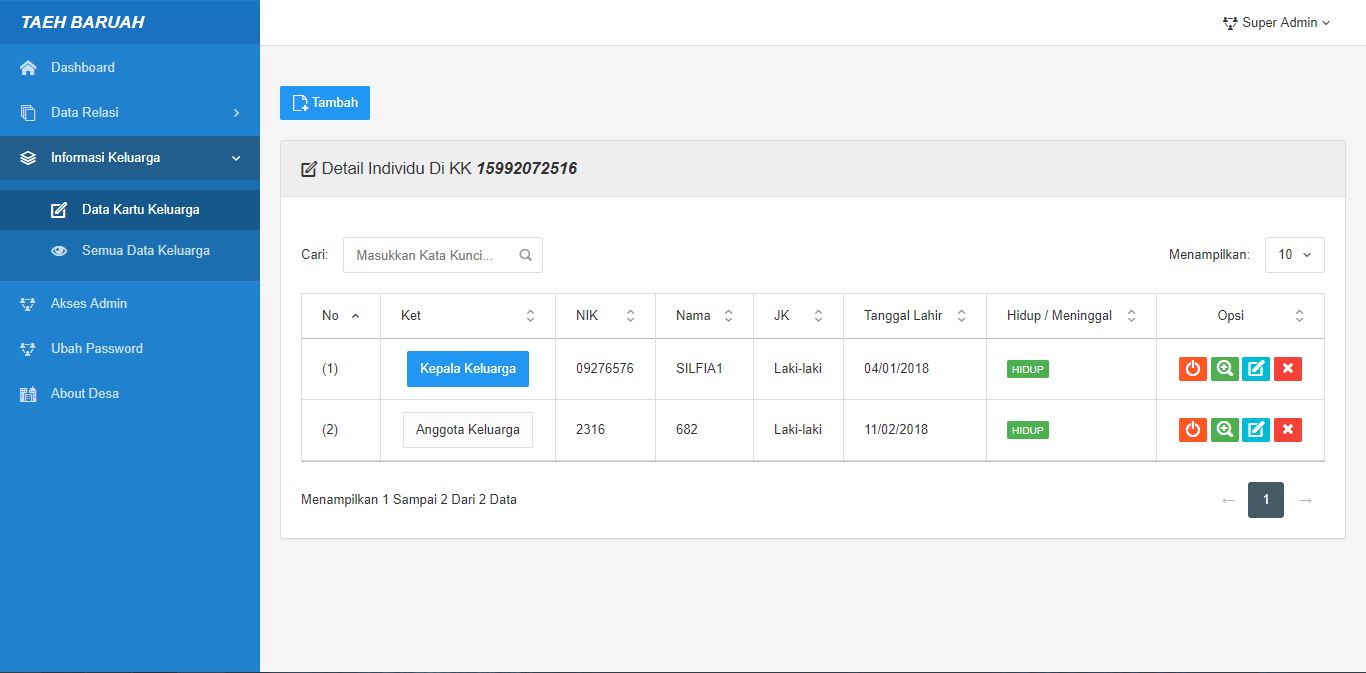 TAEH BARUAH
Super Admin
Dashboard
Data Relasi
Informasi Keluarga
Data Kartu Keluarga
Semua Data Keluarga
Akses Admin
Ubah Password
About Desa
Tambah
Detail Individu Di KK 15992072516
Cari: Masukkan Kata Kunci... Menampilkan: 10
No Ket NIK Nama JK Tanggal Lahir Hidup / Meninggal Opsi
(1) Kepala Keluarga 09276576 SILFIA1 Laki-laki 04/01/2018 HIDUP
(2) Anggota Keluarga 2316 682 Laki-laki 11/02/2018 HIDUP
Menampilkan 1 Sampai 2 Dari 2 Data ← 1 →